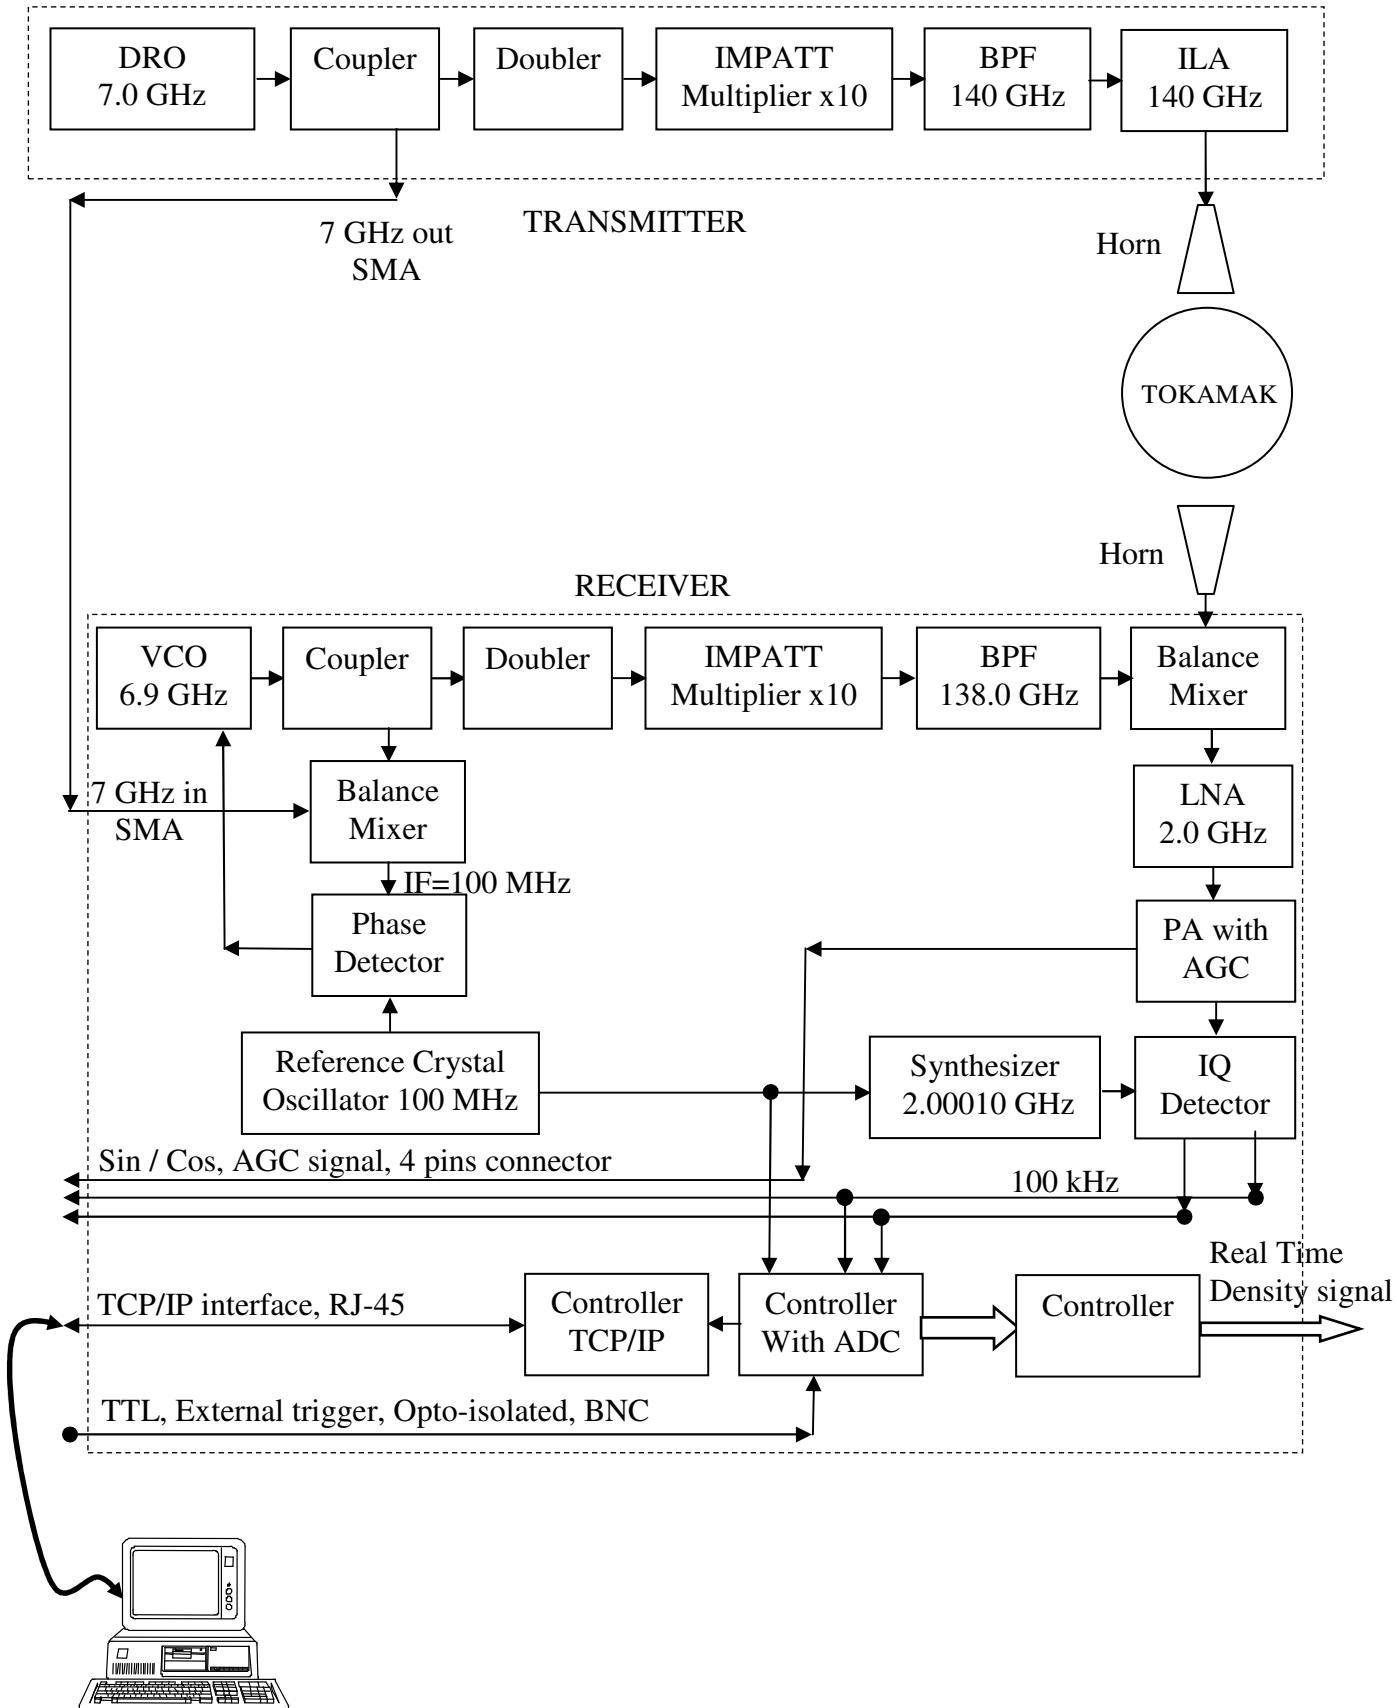 DRO
7.0 GHz
Coupler
Doubler
IMPATT
Multiplier x10
BPF
140 GHz
ILA
140 GHz
7 GHz out
SMA
TRANSMITTER
Horn
TOKAMAK
Horn
RECEIVER
VCO
6.9 GHz
Coupler
Doubler
IMPATT
Multiplier x10
BPF
138.0 GHz
Balance
Mixer
7 GHz in
SMA
Balance
Mixer
LNA
2.0 GHz
IF=100 MHz
Phase
Detector
PA with
AGC
Reference Crystal
Oscillator 100 MHz
Synthesizer
2.00010 GHz
IQ
Detector
Sin / Cos, AGC signal, 4 pins connector
100 kHz
Real Time
Density signal
TCP/IP interface, RJ-45
Controller
TCP/IP
Controller
With ADC
Controller
TTL, External trigger, Opto-isolated, BNC